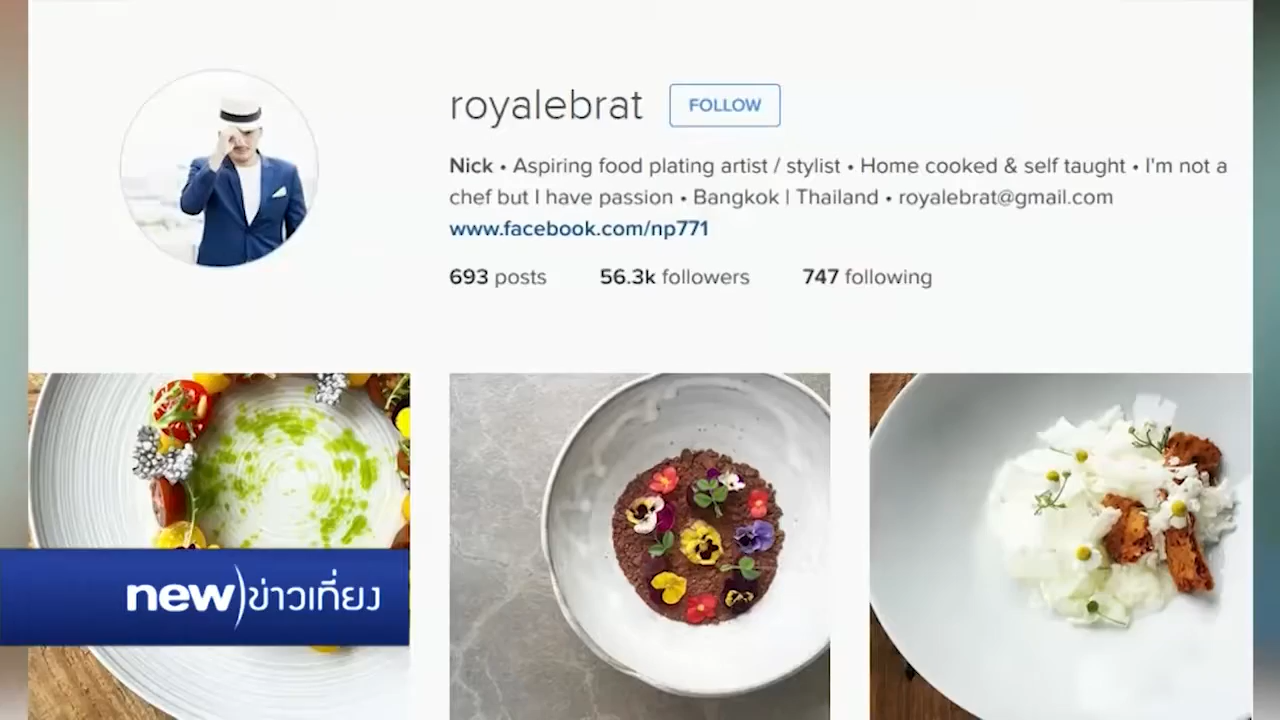 royalebrat FOLLOW
Nick • Aspiring food plating artist / stylist • Home cooked & self taught • I'm not a
chef but I have passion • Bangkok | Thailand • royalebrat@gmail.com
www.facebook.com/np771
693 posts 56.3k followers 747 following
new)ข่าวเที่ยง